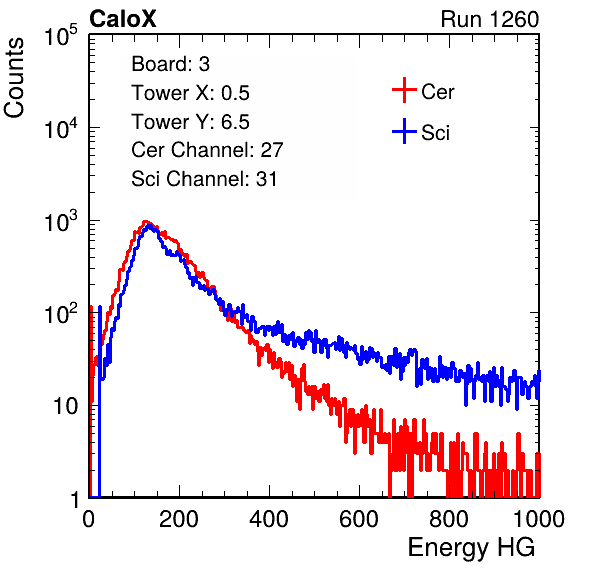 CaloX Run 1260
Counts
Board: 3
Tower X: 0.5
Tower Y: 6.5
Cer Channel: 27
Sci Channel: 31
Cer
Sci
10^5
10^4
10^3
10^2
10
1
0 200 400 600 800 1000
Energy HG